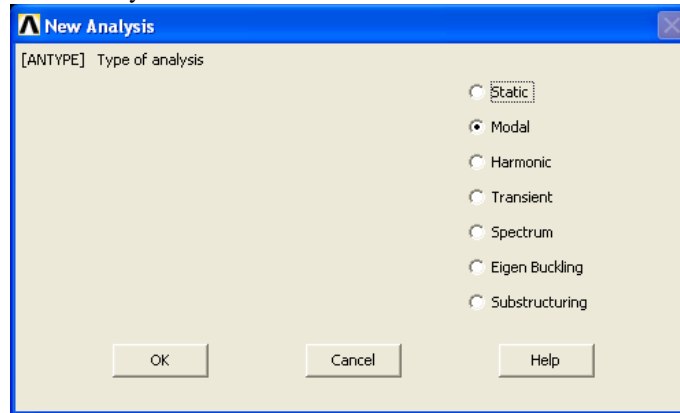 New Analysis
[ANTYPE] Type of analysis
Static
Modal
Harmonic
Transient
Spectrum
Eigen Buckling
Substructuring
OK Cancel Help